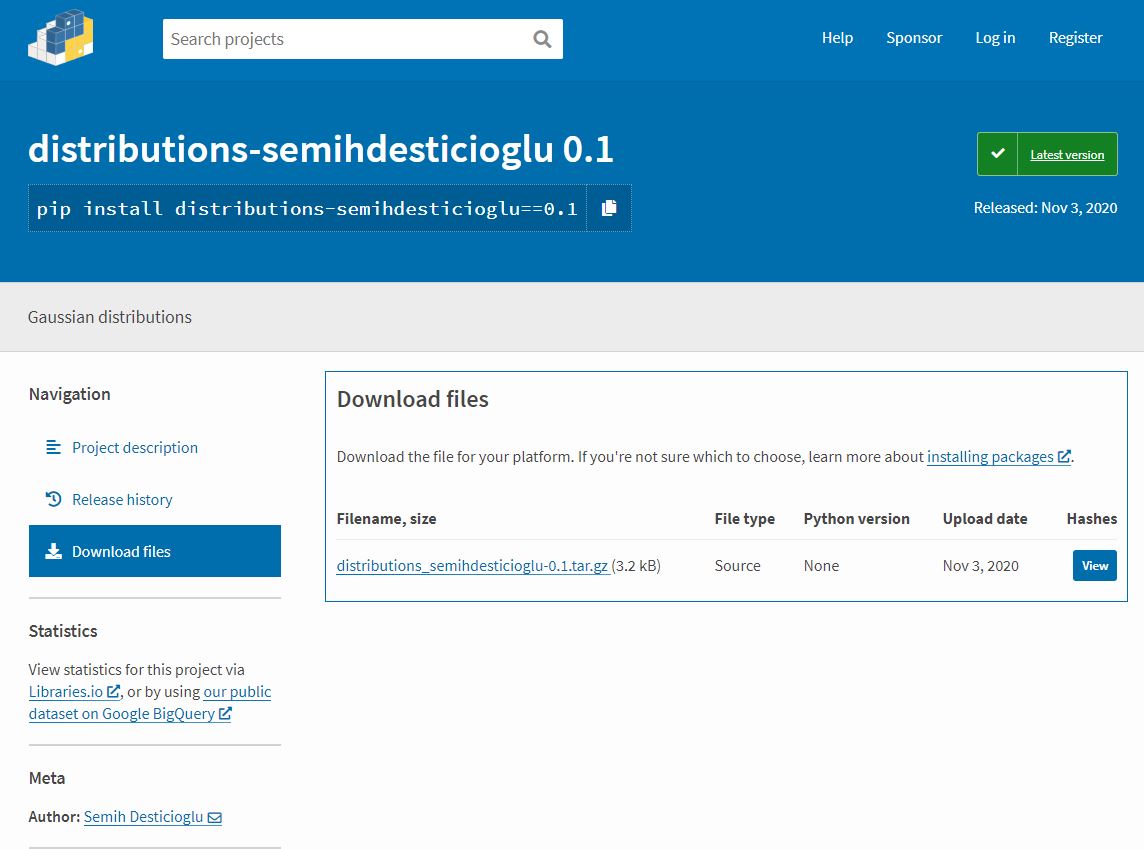 Search projects
Help Sponsor Log in Register
distributions-semihdesticioglu 0.1
pip install distributions-semihdesticioglu==0.1
Latest version
Released: Nov 3, 2020
Gaussian distributions
Navigation
Project description
Release history
Download files
Statistics
View statistics for this project via
Libraries.io, or by using our public
dataset on Google BigQuery
Meta
Author: Semih Desticioglu
Download files
Download the file for your platform. If you're not sure which to choose, learn more about installing packages.
Filename, size File type Python version Upload date Hashes
distributions_semihdesticioglu-0.1.tar.gz (3.2 kB) Source None Nov 3, 2020 View